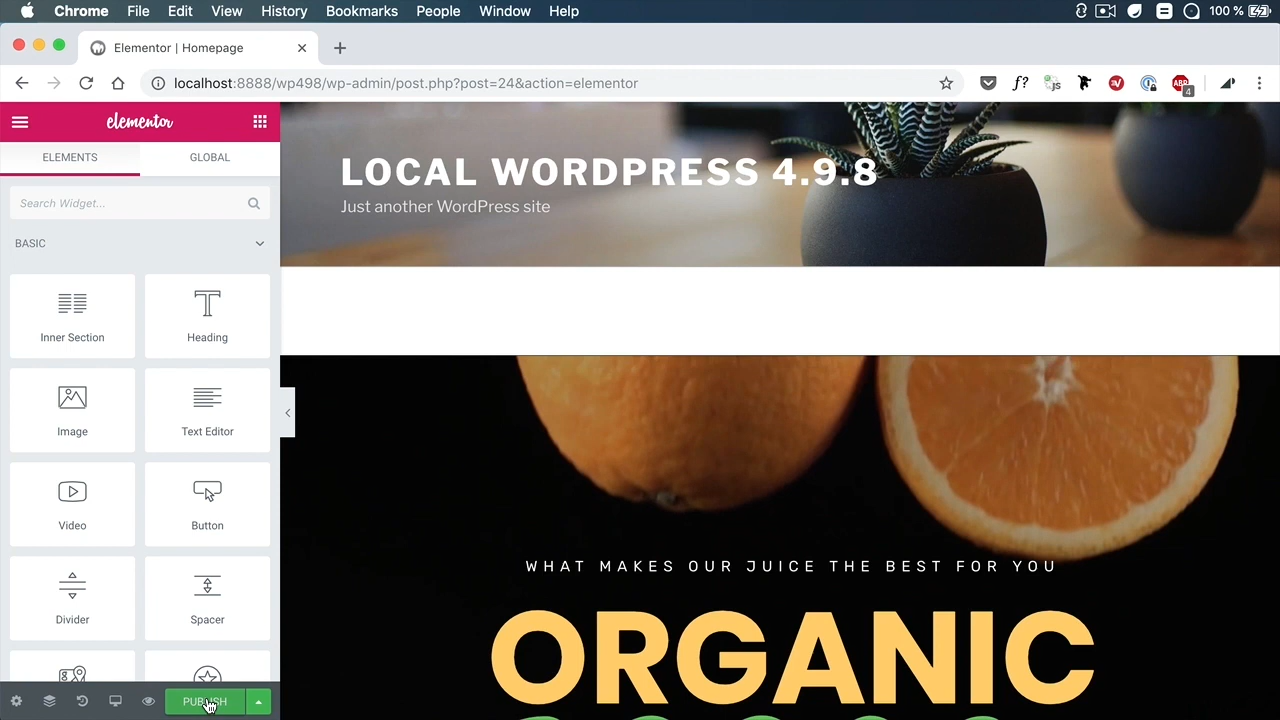 Chrome File Edit View History Bookmarks People Window Help 100 %
Elementor | Homepage
localhost:8888/wp498/wp-admin/post.php?post=24&action=elementor
f?
js
ABP
4
elementor
ELEMENTS GLOBAL
Search Widget...
BASIC
Inner Section Heading
Image Text Editor
Video Button
Divider Spacer
PUBLISH
LOCAL WORDPRESS 4.9.8
Just another WordPress site
WHAT MAKES OUR JUICE THE BEST FOR YOU
ORGANIC